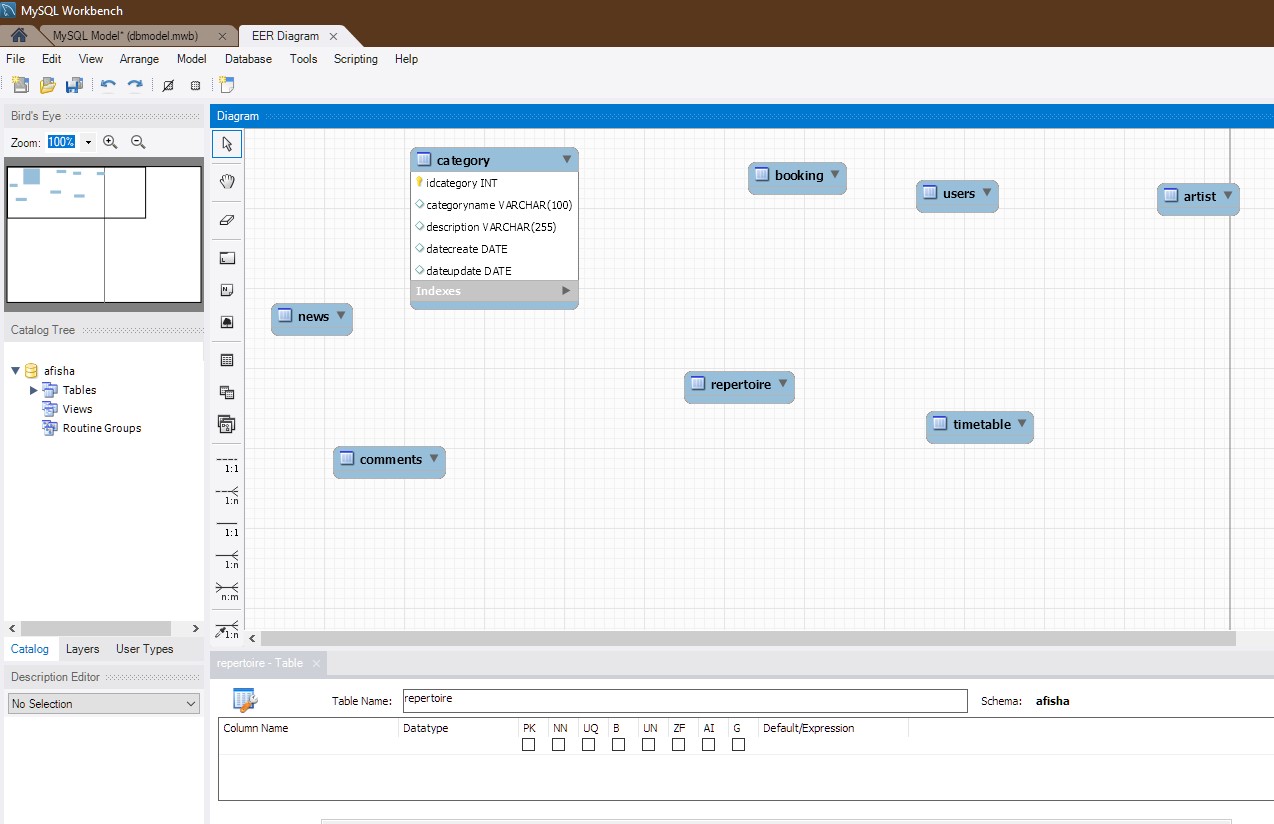 MySQL Workbench
MySQL Model* (dbmodel.mwb)
EER Diagram
File Edit View Arrange Model Database Tools Scripting Help
Bird's Eye
Zoom: 100%
Diagram
category
idcategory INT
categoryname VARCHAR(100)
description VARCHAR(255)
datecreate DATE
dateupdate DATE
Indexes
booking
users
artist
news
repertoire
timetable
comments
Catalog Tree
afisha
Tables
Views
Routine Groups
1:1
1:n
1:1
1:n
n:m
1:n
Catalog Layers User Types
Description Editor
No Selection
repertoire - Table
Table Name: repertoire Schema: afisha
Column Name Datatype PK NN UQ B UN ZF AI G Default/Expression